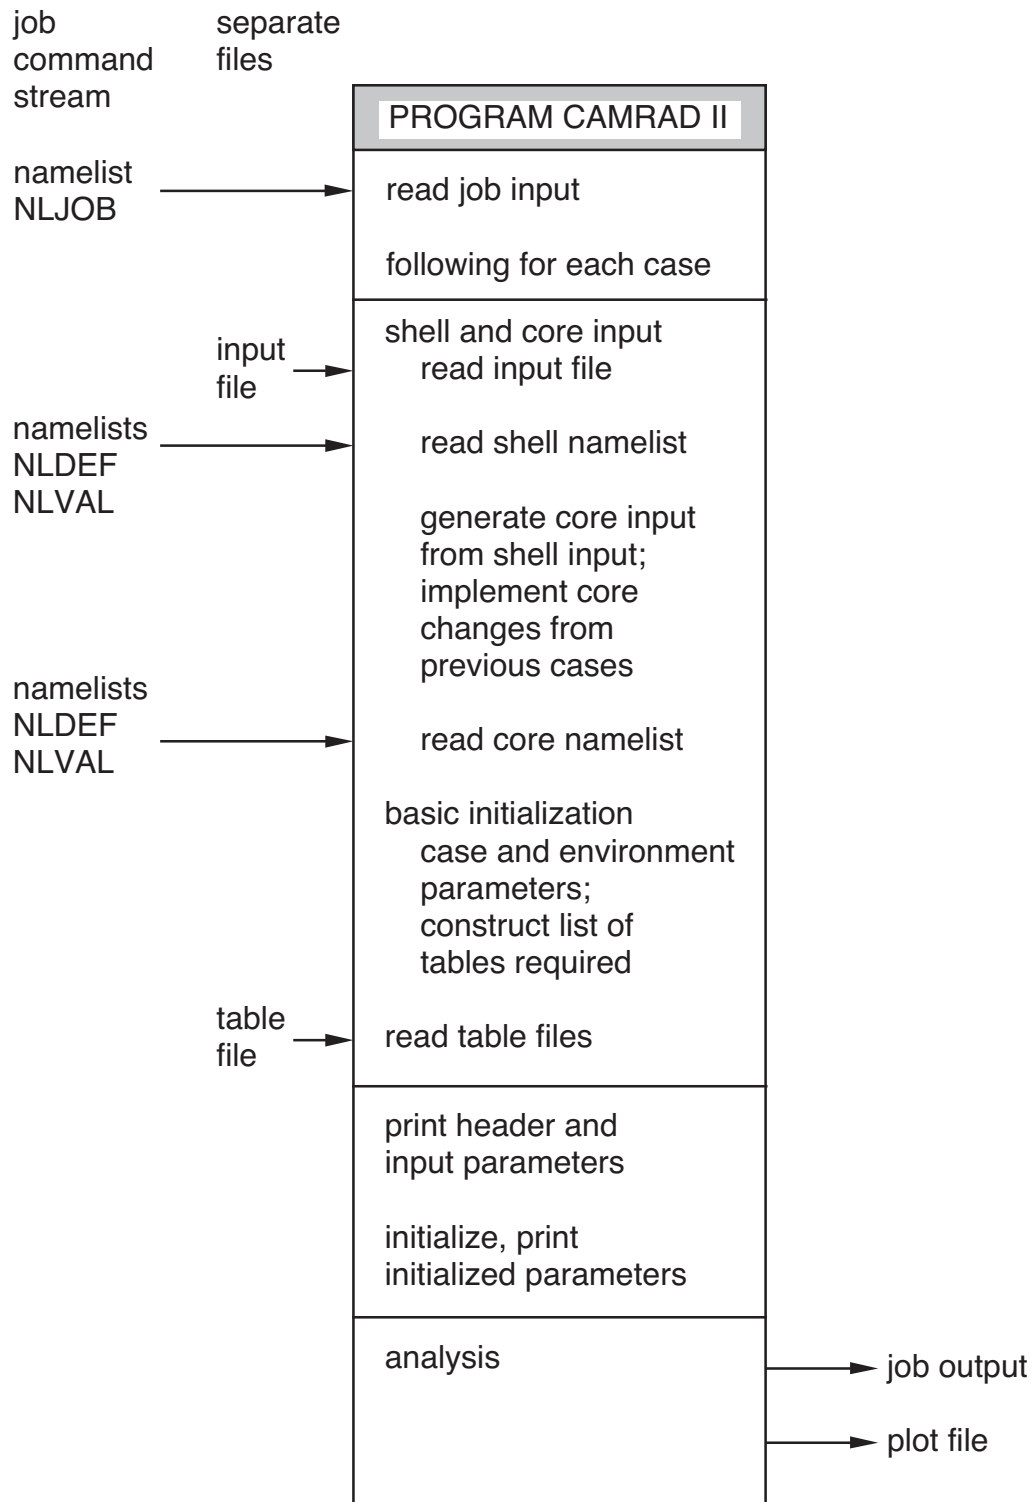 job
command
stream
separate
files
PROGRAM CAMRAD II
namelist
NLJOB
read job input
following for each case
shell and core input
input
file
read input file
namelists
NLDEF
NLVAL
read shell namelist
generate core input
from shell input;
implement core
changes from
previous cases
namelists
NLDEF
NLVAL
read core namelist
basic initialization
case and environment
parameters;
construct list of
tables required
table
file
read table files
print header and
input parameters
initialize, print
initialized parameters
analysis
job output
plot file